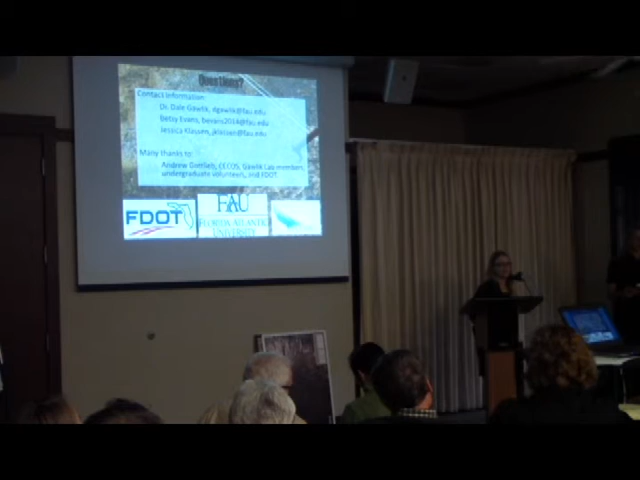 Questions?
Contact Information
Dr. Dale Gawlik, dgawlik@fau.edu
Betsy Evans, bevans2014@fau.edu
Jessica Klassen, jklassen@fau.edu
Many thanks to:
Andrew Gottlieb, CECOS, Gawlik Lab members,
undergraduate volunteers, and FDOT
FDOT
FAU
FLORIDA ATLANTIC
UNIVERSITY